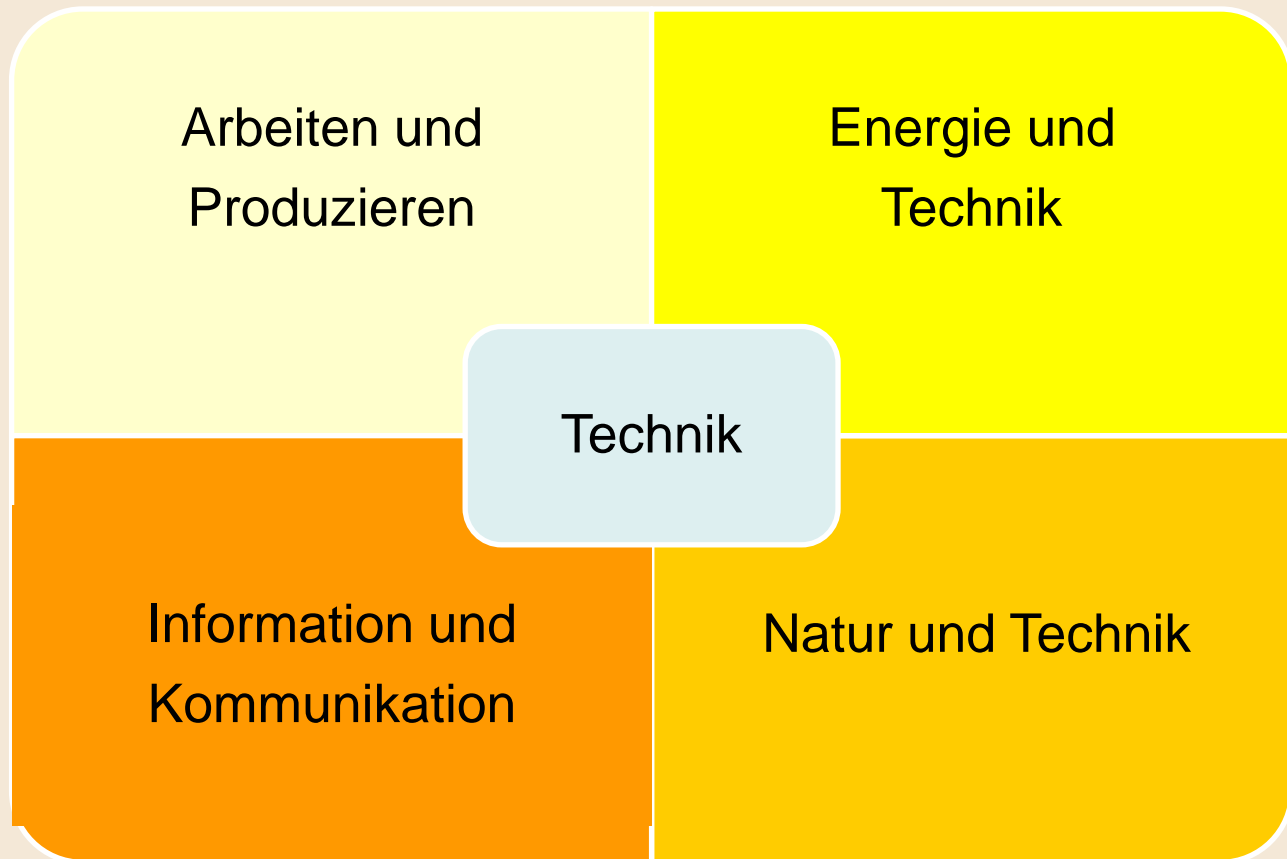 Arbeiten und
Produzieren
Energie und
Technik
Technik
Information und
Kommunikation
Natur und Technik